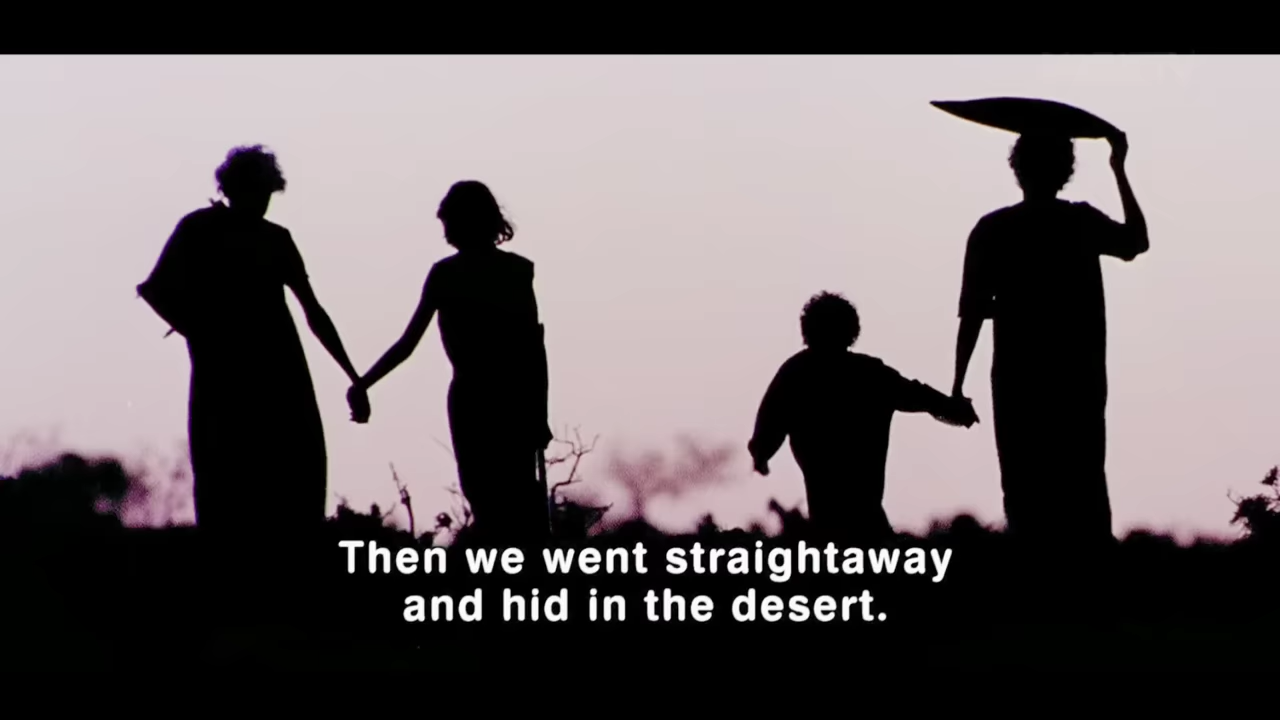 Then we went straightaway
and hid in the desert.